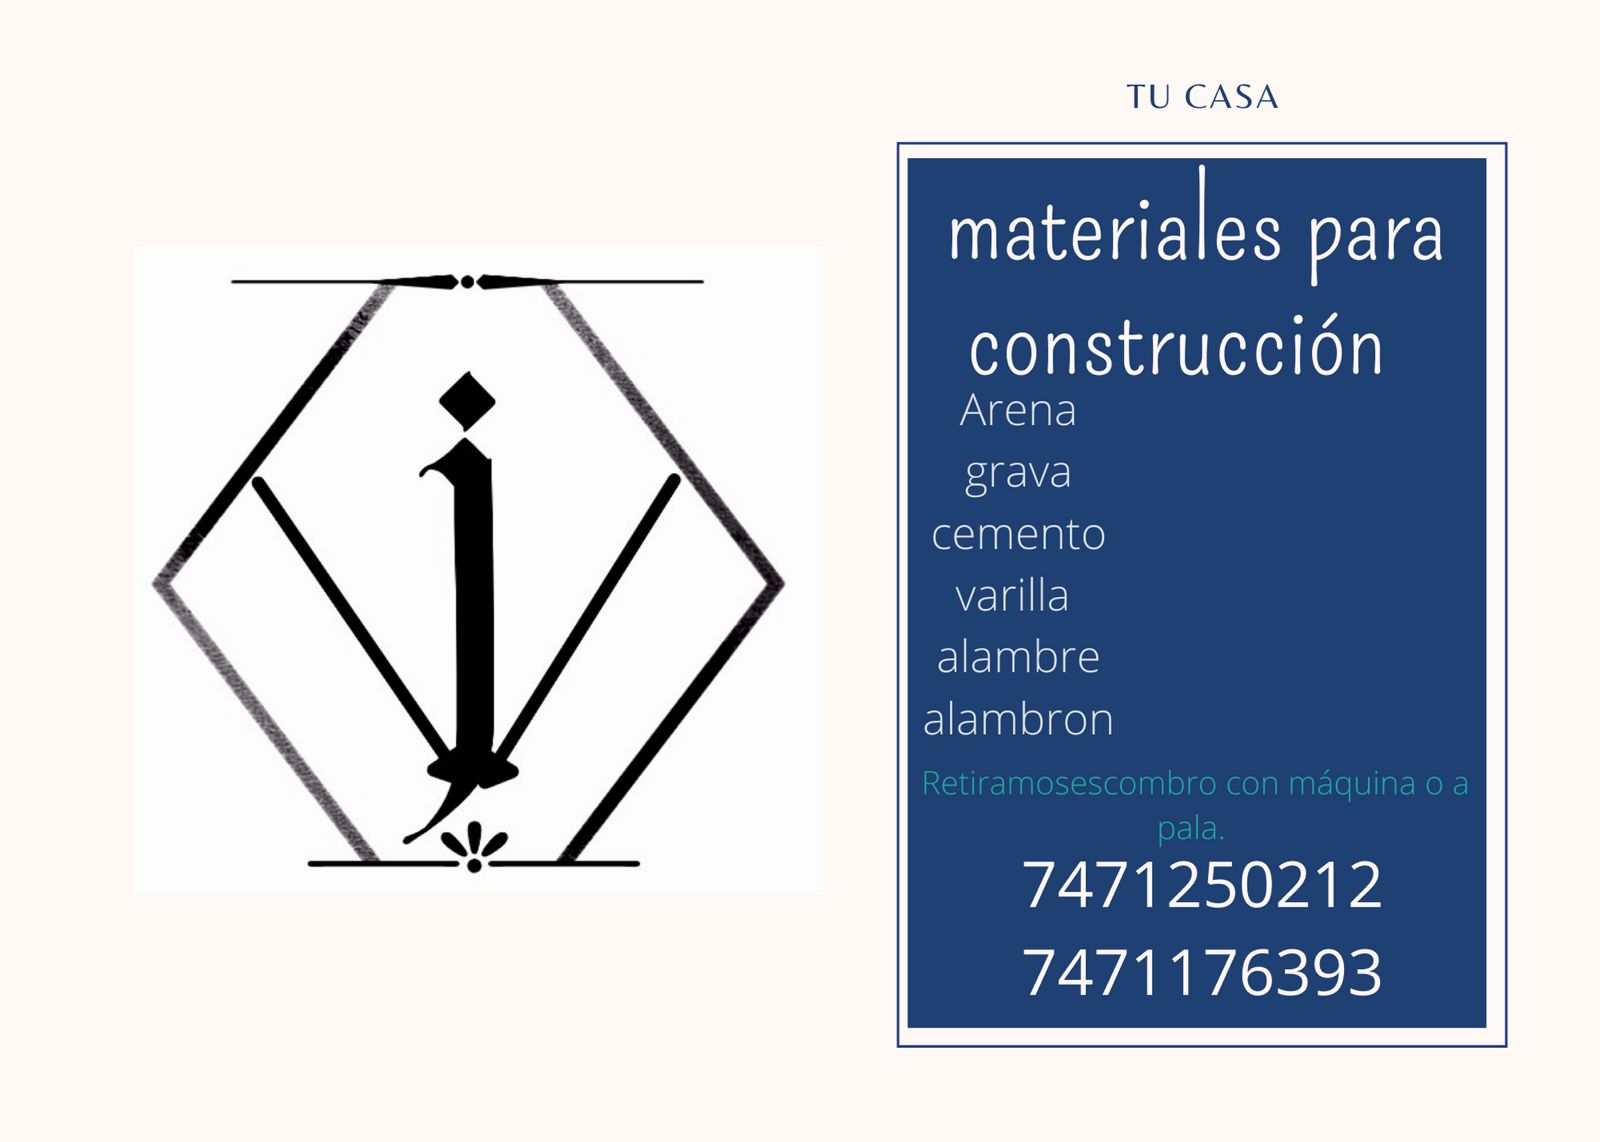 j
TU CASA
materiales para
construcción
Arena
grava
cemento
varilla
alambre
alambron
Retiramosescombro con máquina o a
pala.
7471250212
7471176393